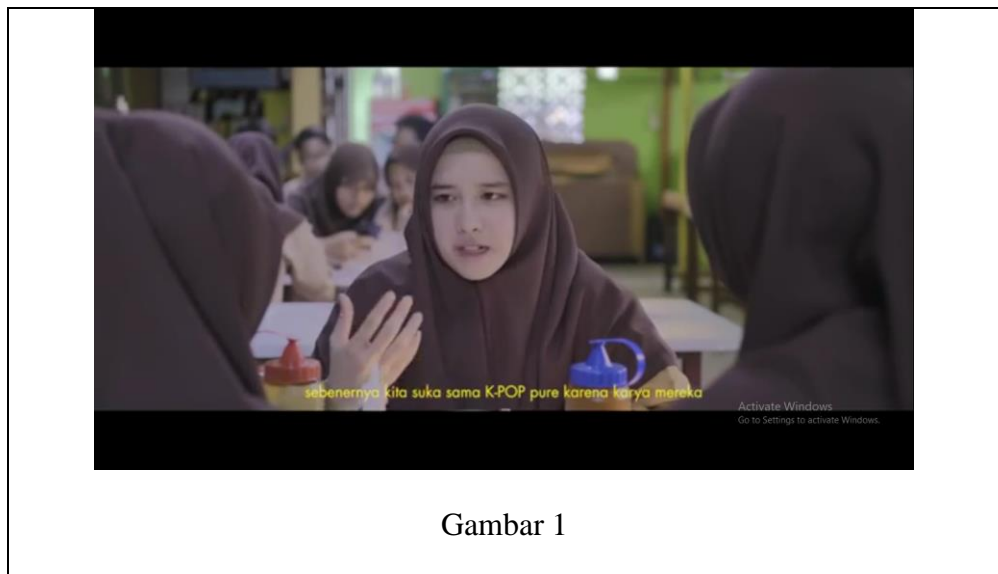 sebenernya kita suka sama K-POP pure karena karya mereka
Activate Windows
Go to Settings to activate Windows.
Gambar 1